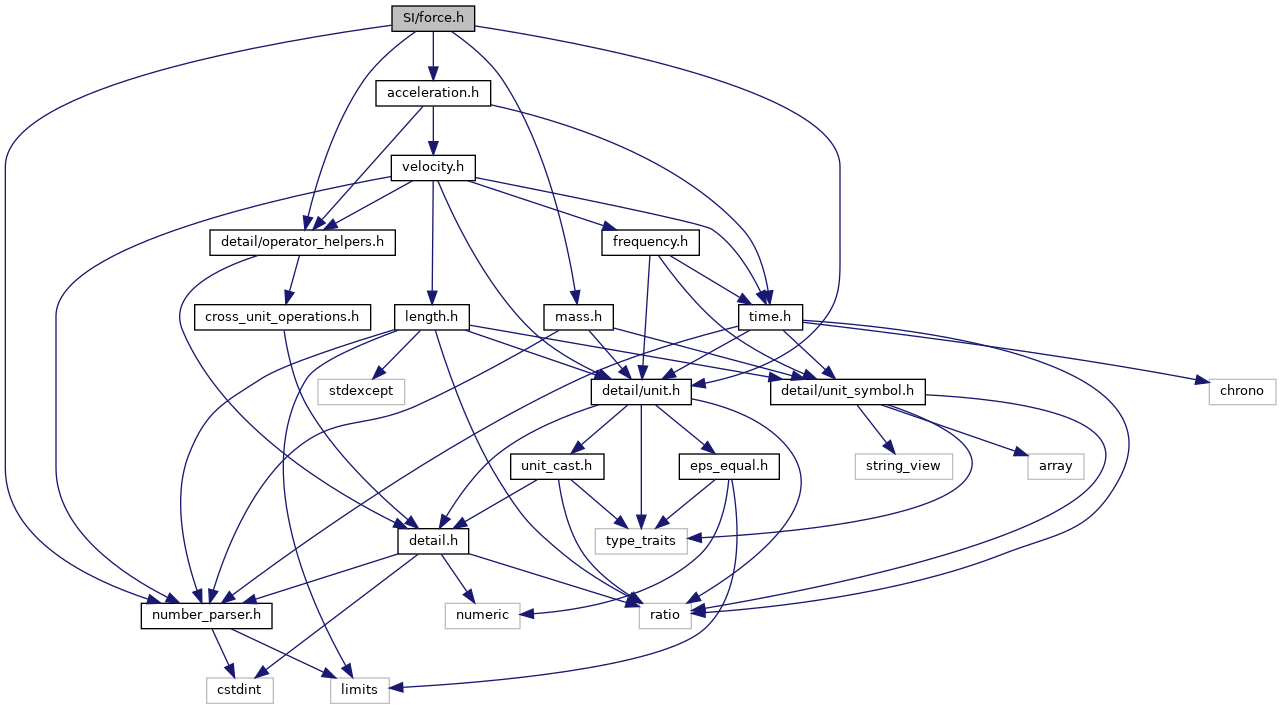 SI/force.h
acceleration.h
velocity.h
detail/operator_helpers.h
frequency.h
cross_unit_operations.h
length.h
mass.h
time.h
stdexcept
detail/unit.h
detail/unit_symbol.h
chrono
unit_cast.h
eps_equal.h
string_view
array
detail.h
type_traits
number_parser.h
numeric
ratio
cstdint
limits